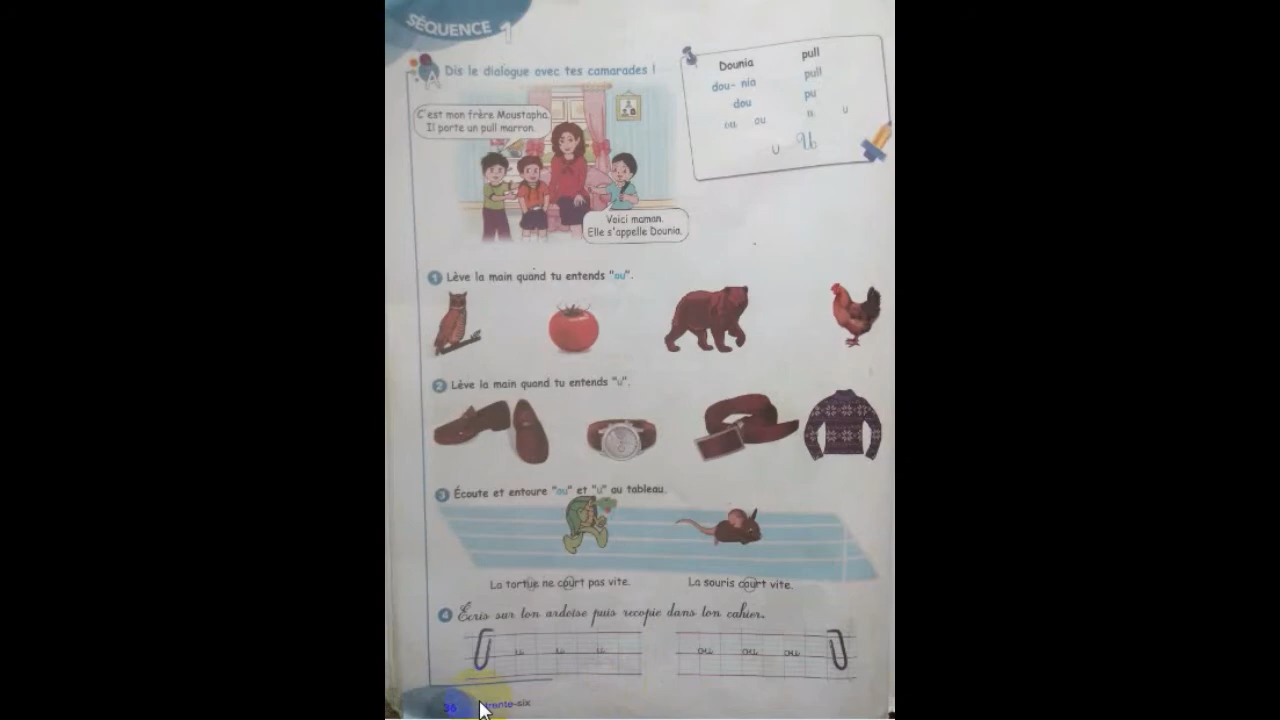 SÉQUENCE 1
A Dis le dialogue avec tes camarades !
C'est mon frère Moustapha.
Il porte un pull marron.
Voici maman.
Elle s'appelle Dounia.
Dounia pull
dou- nia pull
dou pu
ou ou u u
U U
1 Lève la main quand tu entends "ou".
2 Lève la main quand tu entends "u".
3 Écoute et entoure "ou" et "u" au tableau.
La tortue ne court pas vite.
La souris court vite.
4 Écris sur ton ardoise puis recopie dans ton cahier.
u u u
ou ou ou
36 trente-six